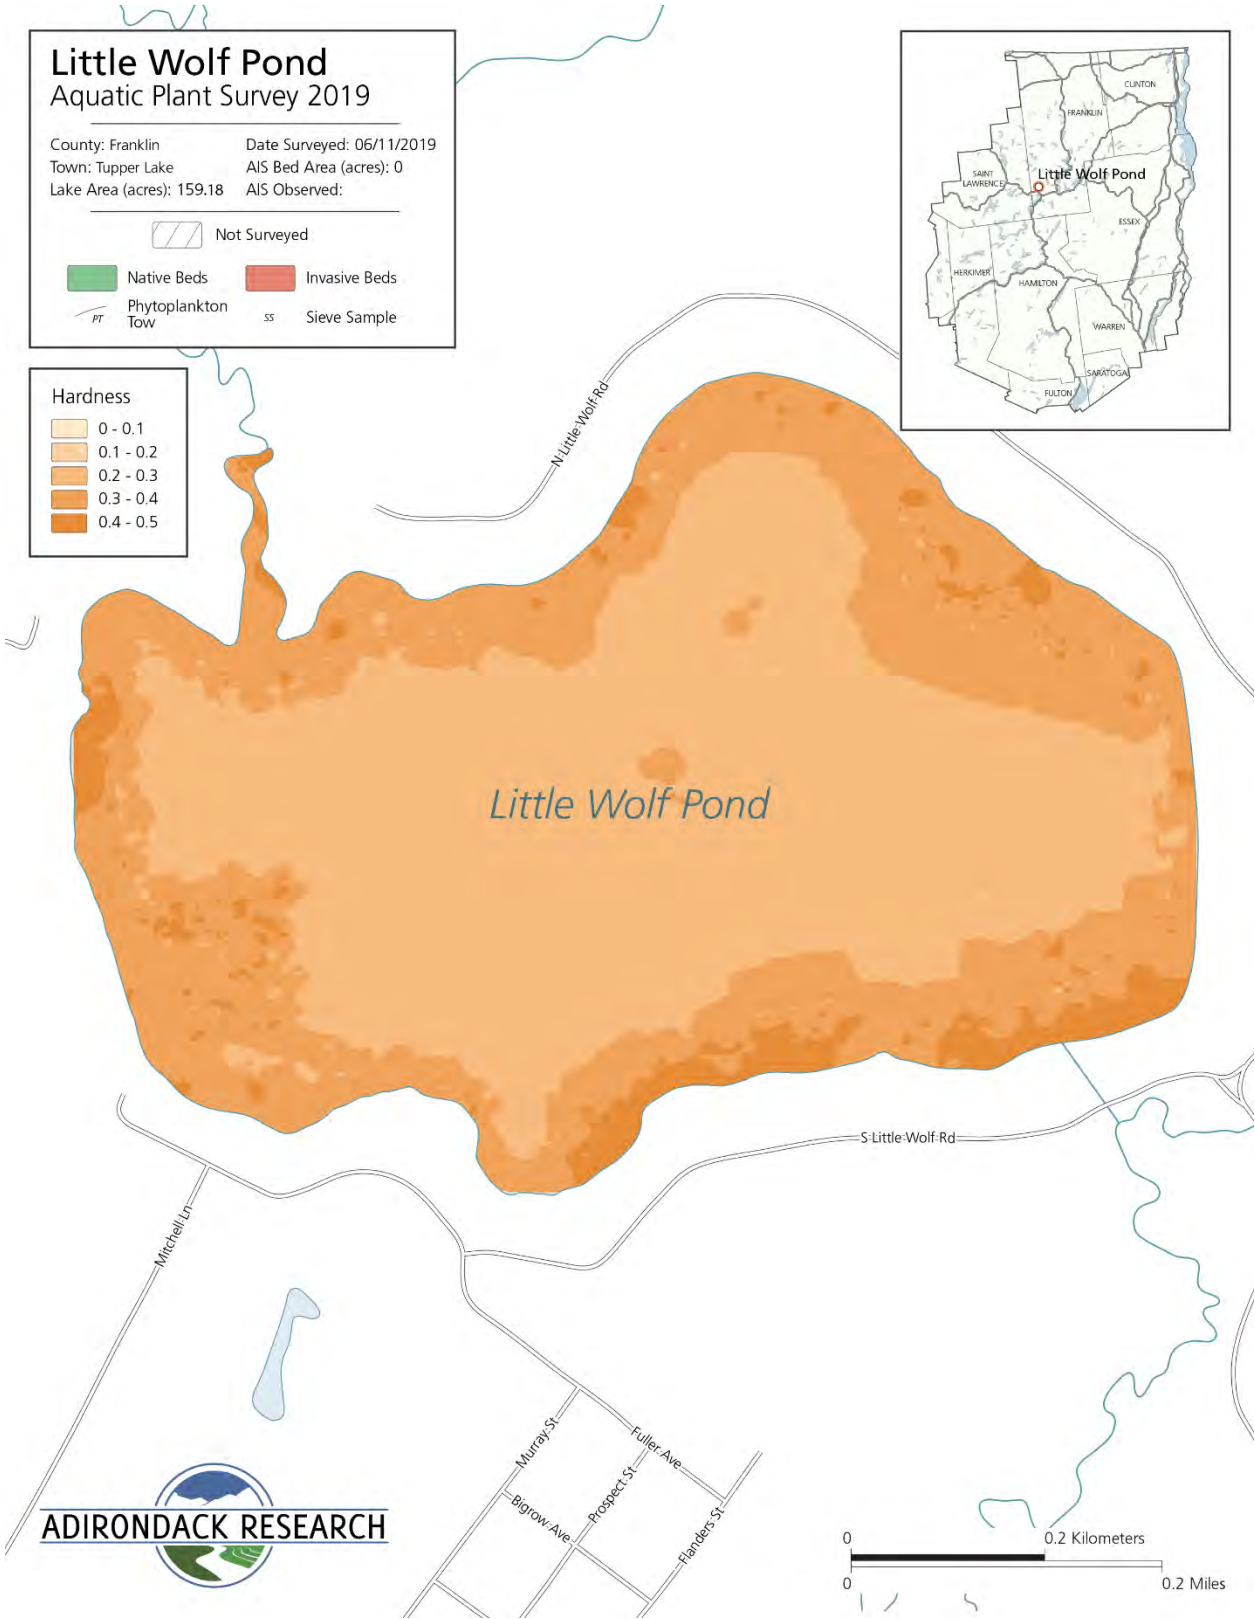 Little Wolf Pond
Aquatic Plant Survey 2019
County: Franklin
Town: Tupper Lake
Lake Area (acres): 159.18
Date Surveyed: 06/11/2019
AIS Bed Area (acres): 0
AIS Observed:
Not Surveyed
Native Beds
Invasive Beds
PT
Phytoplankton
Tow
SS
Sieve Sample
Hardness
0 - 0.1
0.1 - 0.2
0.2 - 0.3
0.3 - 0.4
0.4 - 0.5
CLINTON
FRANKLIN
SAINT
LAWRENCE
Little Wolf Pond
ESSEX
HERKIMER
HAMILTON
WARREN
SARATOGA
FULTON
N Little Wolf Rd
Little Wolf Pond
S Little Wolf Rd
Mitchell Ln
Murray St
Fuller Ave
Prospect St
Bigrow Ave
Flanders St
ADIRONDACK RESEARCH
0
0.2 Kilometers
0
0.2 Miles